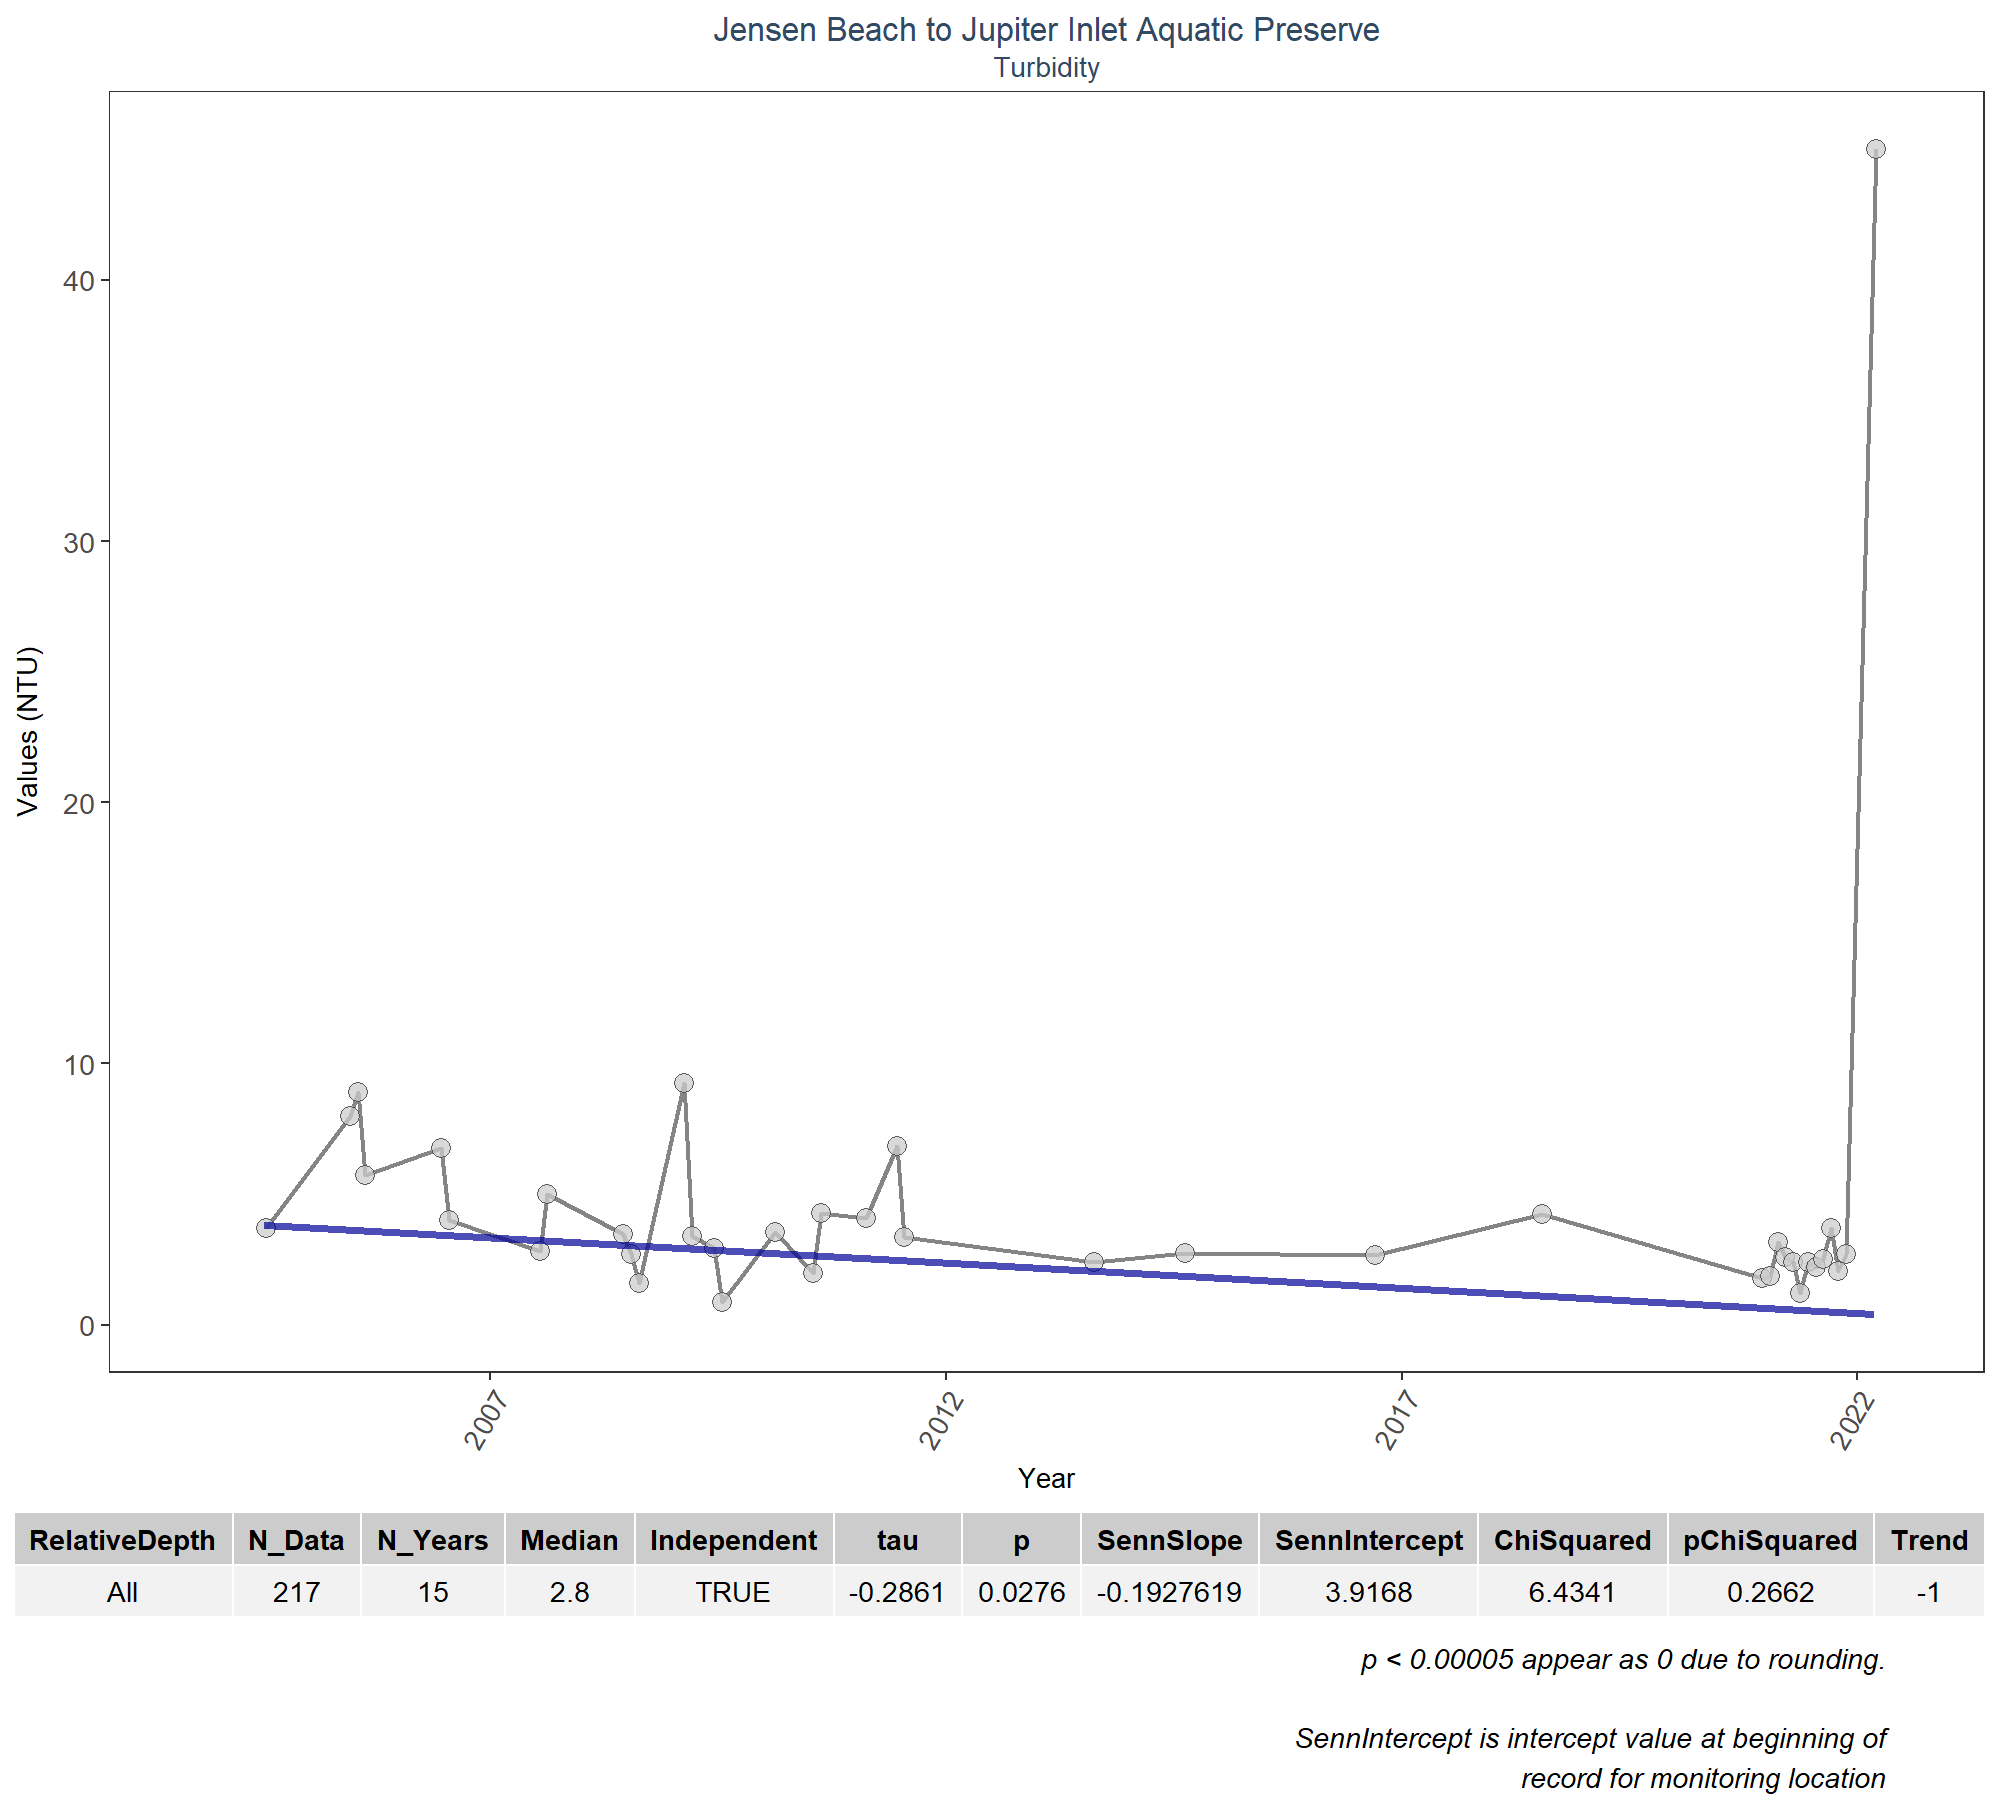 Jensen Beach to Jupiter Inlet Aquatic Preserve
Turbidity
Values (NTU)
40
30
20
10
0
2007 2012 2017 2022
Year
RelativeDepth N_Data N_Years Median Independent tau p SennSlope SennIntercept ChiSquared pChiSquared Trend
All 217 15 2.8 TRUE -0.2861 0.0276 -0.1927619 3.9168 6.4341 0.2662 -1
p < 0.00005 appear as 0 due to rounding.
SennIntercept is intercept value at beginning of
record for monitoring location